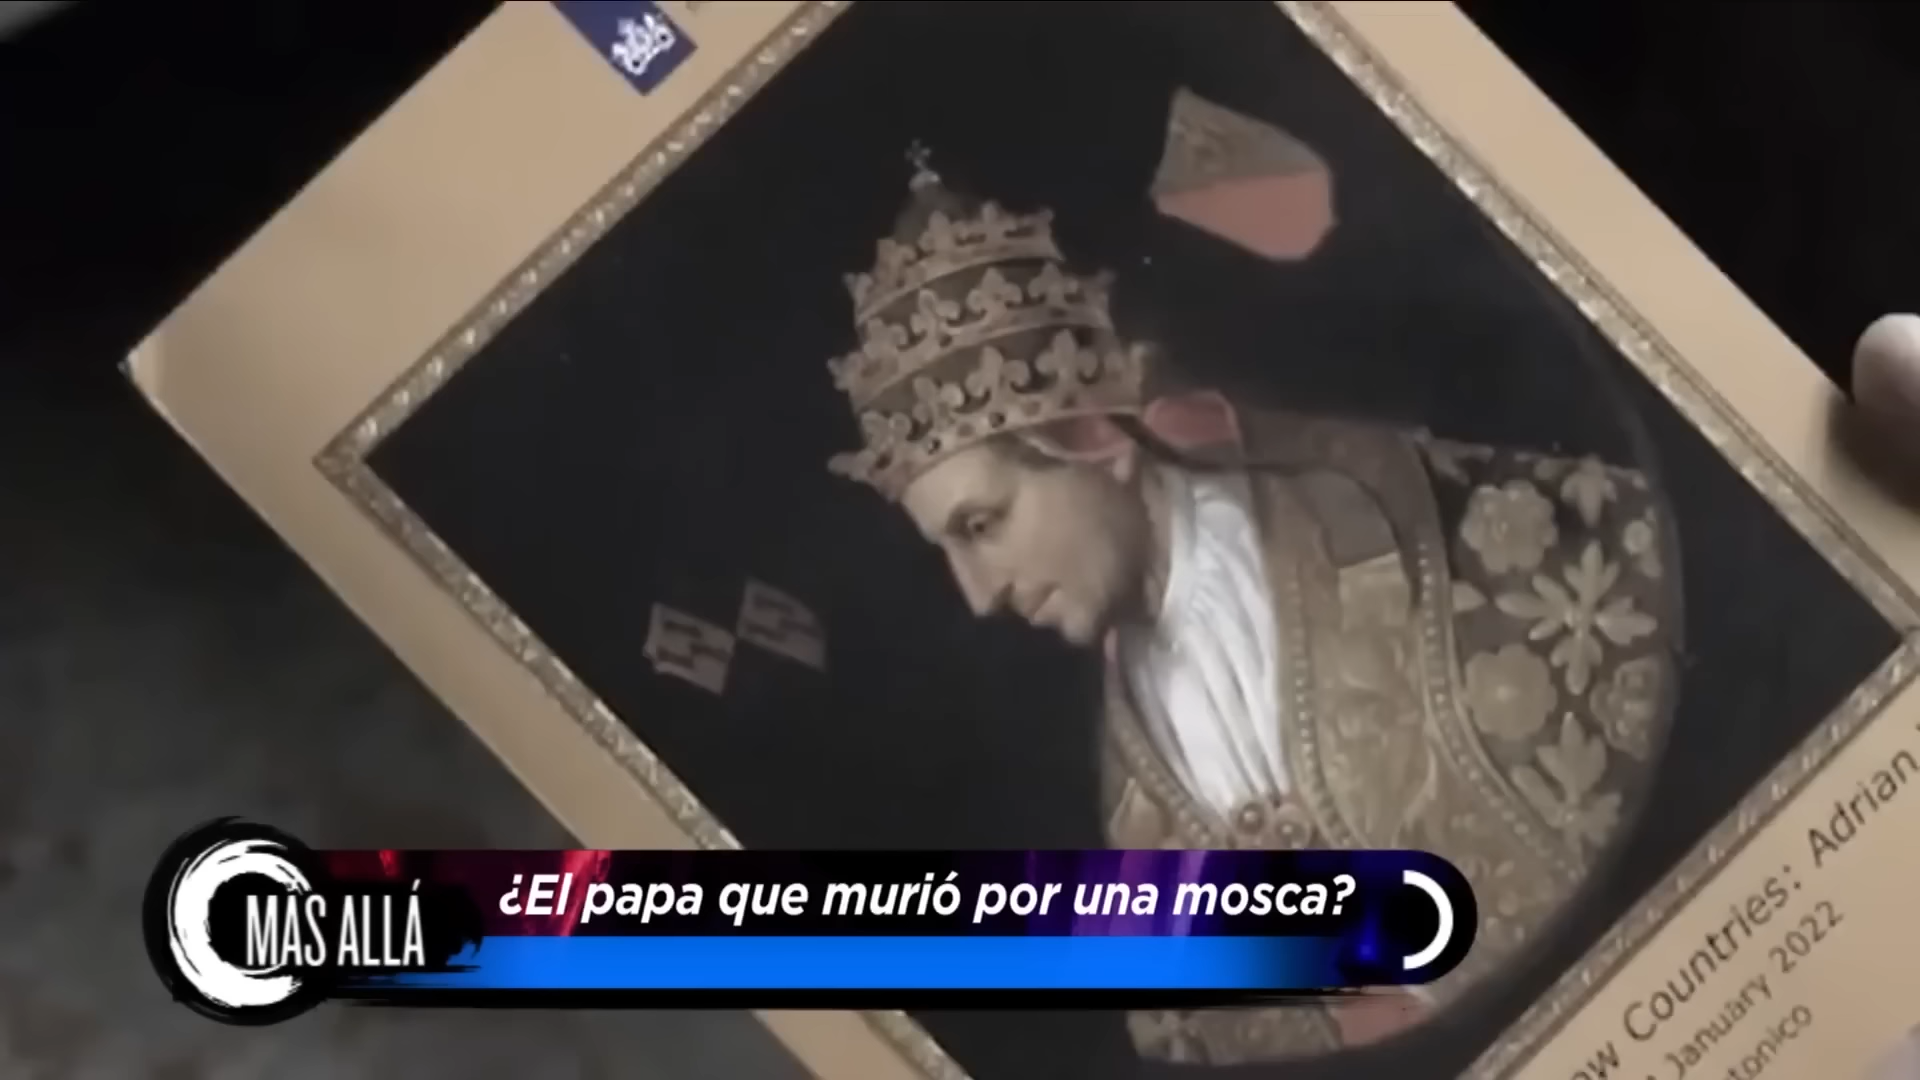 ¿El papa que murió por una mosca?
MÁS ALLÁ
Countries: Adrian
January 2022